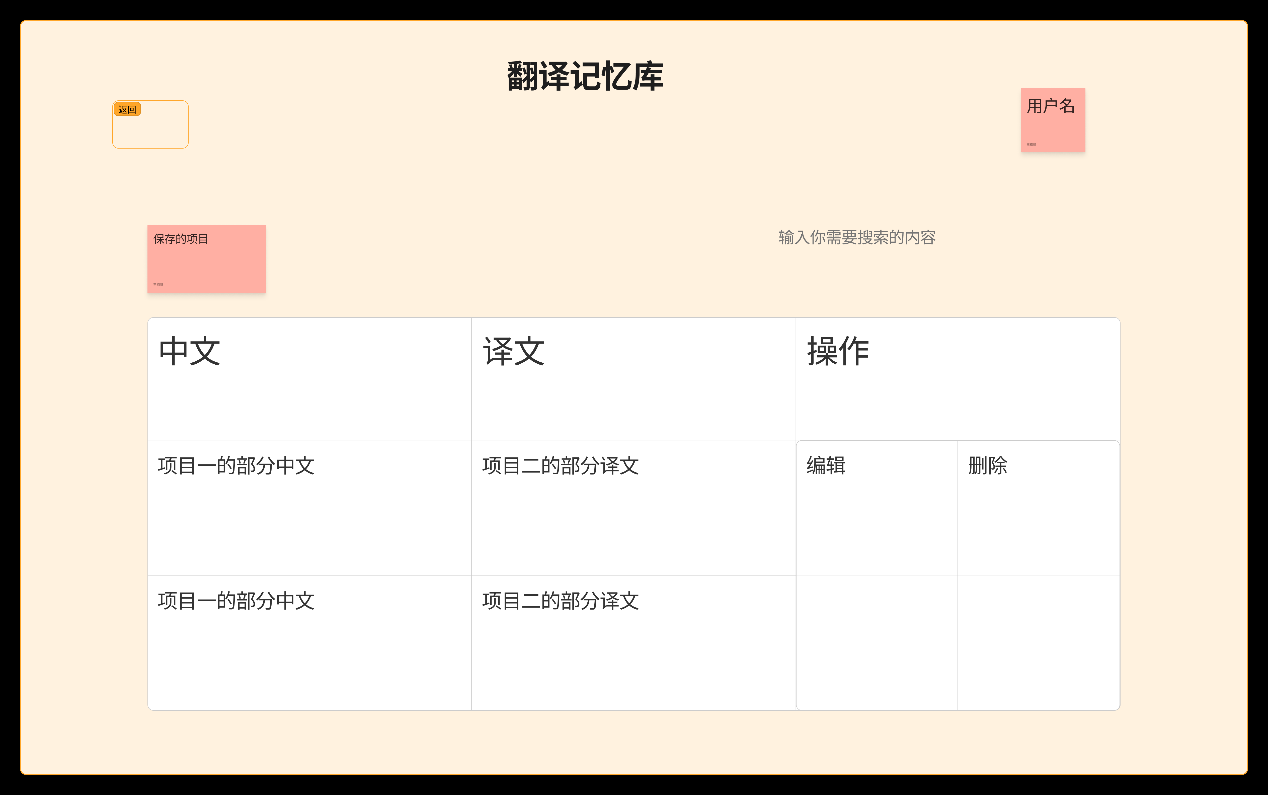 翻译记忆库
返回
用户名
保存的项目
输入你需要搜索的内容
中文 译文 操作
项目一的部分中文 项目二的部分译文 编辑 删除
项目一的部分中文 项目二的部分译文